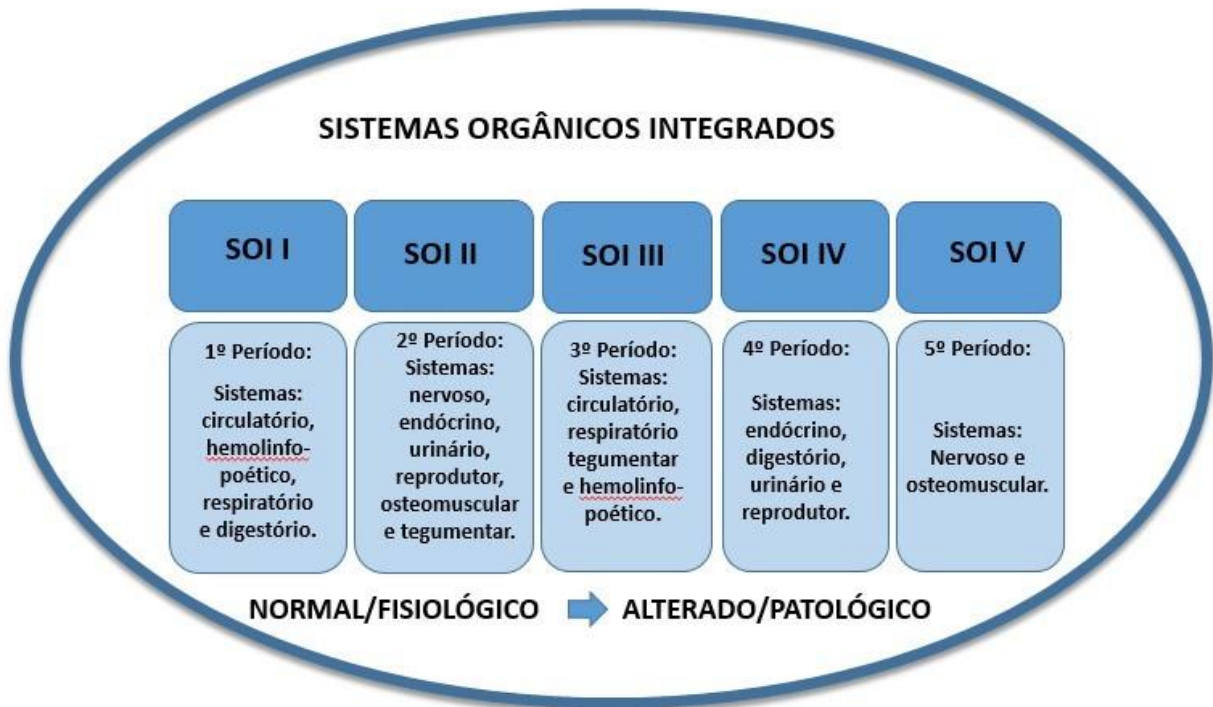 SISTEMAS ORGÂNICOS INTEGRADOS
SOI I
SOI II
SOI III
SOI IV
SOI V
1º Período:
Sistemas:
circulatório,
hemolinfo-
poético,
respiratório
e digestório.
2º Período:
Sistemas:
nervoso,
endócrino,
urinário,
reprodutor,
osteomuscular
e tegumentar.
3º Período:
Sistemas:
circulatório,
respiratório
tegumentar
e hemolinfo-
poético.
4º Período:
Sistemas:
endócrino,
digestório,
urinário e
reprodutor.
5º Período:
Sistemas:
Nervoso e
osteomuscular.
NORMAL/FISIOLÓGICO ALTERADO/PATOLÓGICO